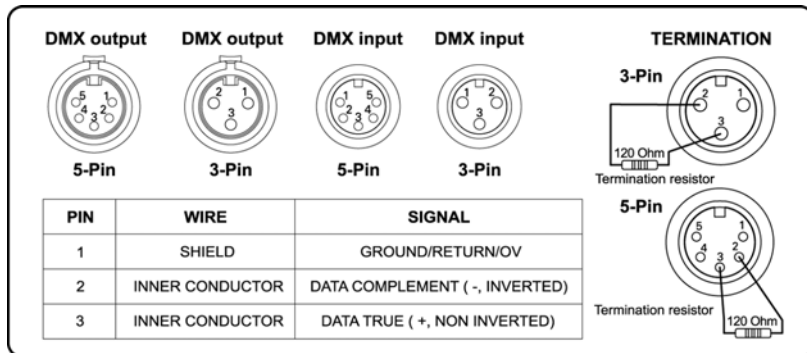 DMX output DMX output DMX input DMX input
5 1 4 2 3
2 1 3
1 5 2 4 3
1 2 3
5-Pin 3-Pin 5-Pin 3-Pin
PIN WIRE SIGNAL
1 SHIELD GROUND/RETURN/OV
2 INNER CONDUCTOR DATA COMPLEMENT ( -, INVERTED)
3 INNER CONDUCTOR DATA TRUE ( +, NON INVERTED)
TERMINATION
3-Pin
2 1
3
120 Ohm
Termination resistor
5-Pin
5 1
4 2
3
Termination resistor
120 Ohm